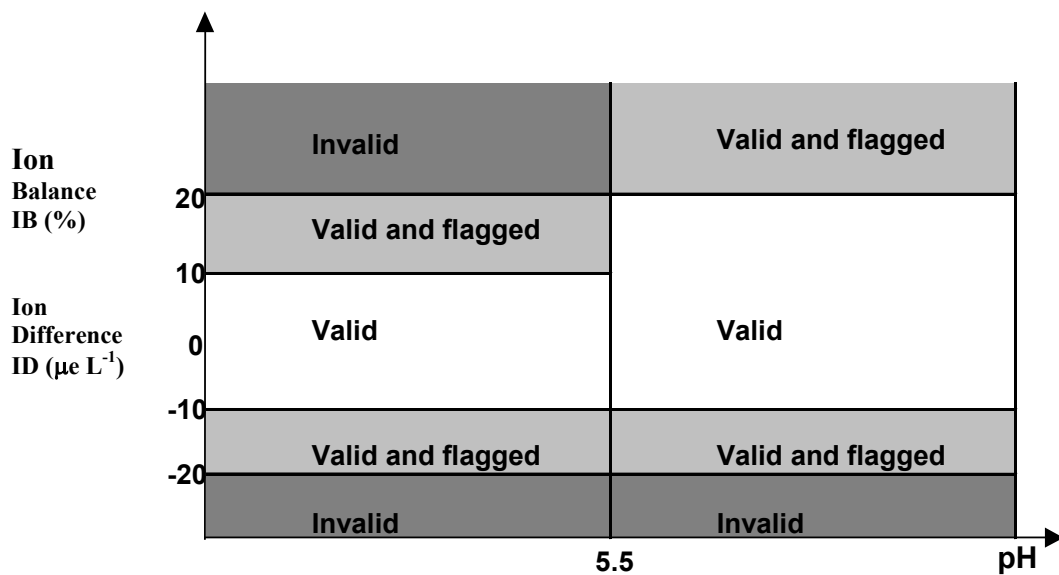 Invalid
Valid and flagged
Ion
Balance
IB (%)
20
Valid and flagged
10
Ion
Difference
ID (µe L⁻¹)
Valid
Valid
0
-10
Valid and flagged
Valid and flagged
-20
Invalid
Invalid
5.5
pH